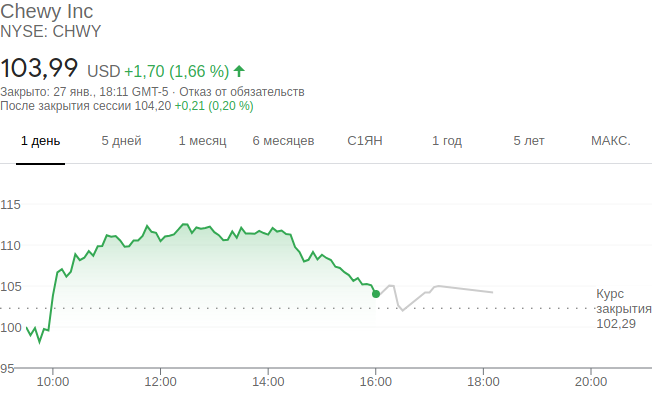 Chewy Inc
NYSE: CHWY
103,99 USD +1,70 (1,66 %)
Закрыто: 27 янв., 18:11 GMT-5 · Отказ от обязательств
После закрытия сессии 104,20 +0,21 (0,20 %)
1 день 5 дней 1 месяц 6 месяцев С1ЯН 1 год 5 лет МАКС.
115
110
105
Курс
закрытия
102,29
100
95
10:00 12:00 14:00 16:00 18:00 20:00